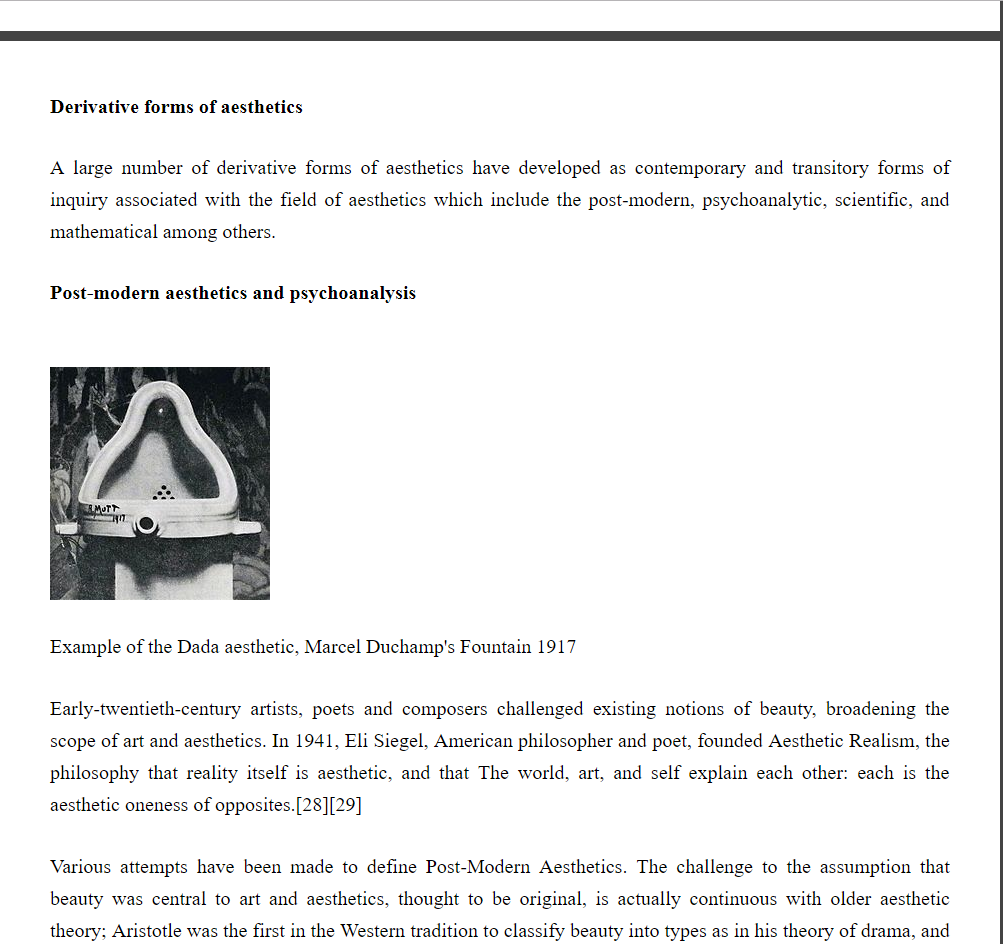 Derivative forms of aesthetics
A large number of derivative forms of aesthetics have developed as contemporary and transitory forms of
inquiry associated with the field of aesthetics which include the post-modern, psychoanalytic, scientific, and
mathematical among others.
Post-modern aesthetics and psychoanalysis
R.MUTT
1917
Example of the Dada aesthetic, Marcel Duchamp's Fountain 1917
Early-twentieth-century artists, poets and composers challenged existing notions of beauty, broadening the
scope of art and aesthetics. In 1941, Eli Siegel, American philosopher and poet, founded Aesthetic Realism, the
philosophy that reality itself is aesthetic, and that The world, art, and self explain each other: each is the
aesthetic oneness of opposites.[28][29]
Various attempts have been made to define Post-Modern Aesthetics. The challenge to the assumption that
beauty was central to art and aesthetics, thought to be original, is actually continuous with older aesthetic
theory; Aristotle was the first in the Western tradition to classify beauty into types as in his theory of drama, and